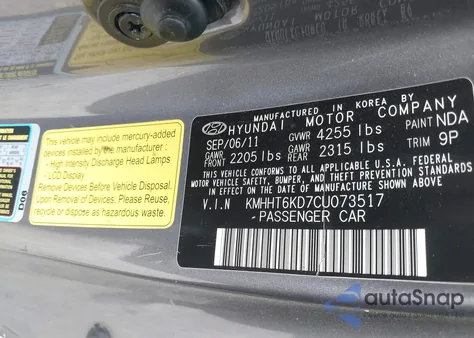 This vehicle may include mercury-added
devices installed by the manufacturer:
- High Intensity Discharge Head Lamps
- LCD Display
Remove Devices Before Vehicle Disposal.
Upon Removal of Devices, Please Reuse,
Recycle or dispose as hazardous waste.
D06
MANUFACTURED IN KOREA BY
HYUNDAI MOTOR COMPANY
SEP/06/11 GVWR 4255 lbs PAINT NDA
GAWR FRONT 2205 lbs GAWR REAR 2315 lbs TRIM 9P
THIS VEHICLE CONFORMS TO ALL APPLICABLE U.S. FEDERAL
MOTOR VEHICLE SAFETY, BUMPER, AND THEFT PREVENTION
STANDARDS IN EFFECT ON THE DATE OF MANUFACTURE
SHOWN ABOVE.
V.I.N KMHHT6KD7CU073517
-PASSENGER CAR
autoSnap